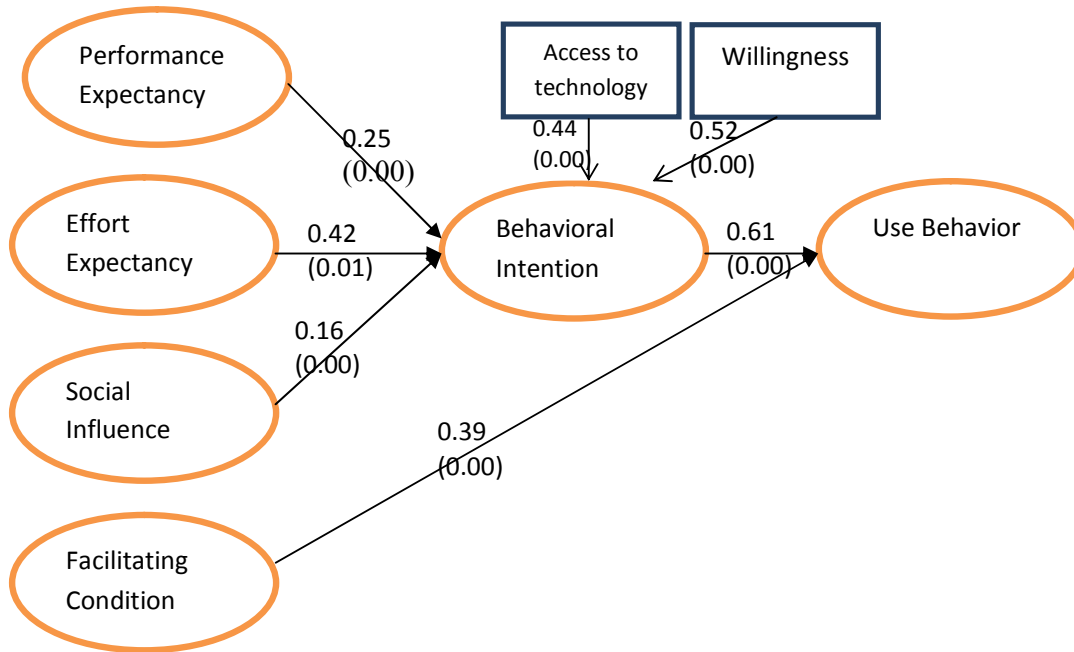 Performance
Expectancy
Access to
technology
Willingness
0.25
(0.00)
0.44
(0.00)
0.52
(0.00)
Effort
Expectancy
0.42
(0.01)
Behavioral
Intention
0.61
(0.00)
Use Behavior
0.16
(0.00)
Social
Influence
0.39
(0.00)
Facilitating
Condition